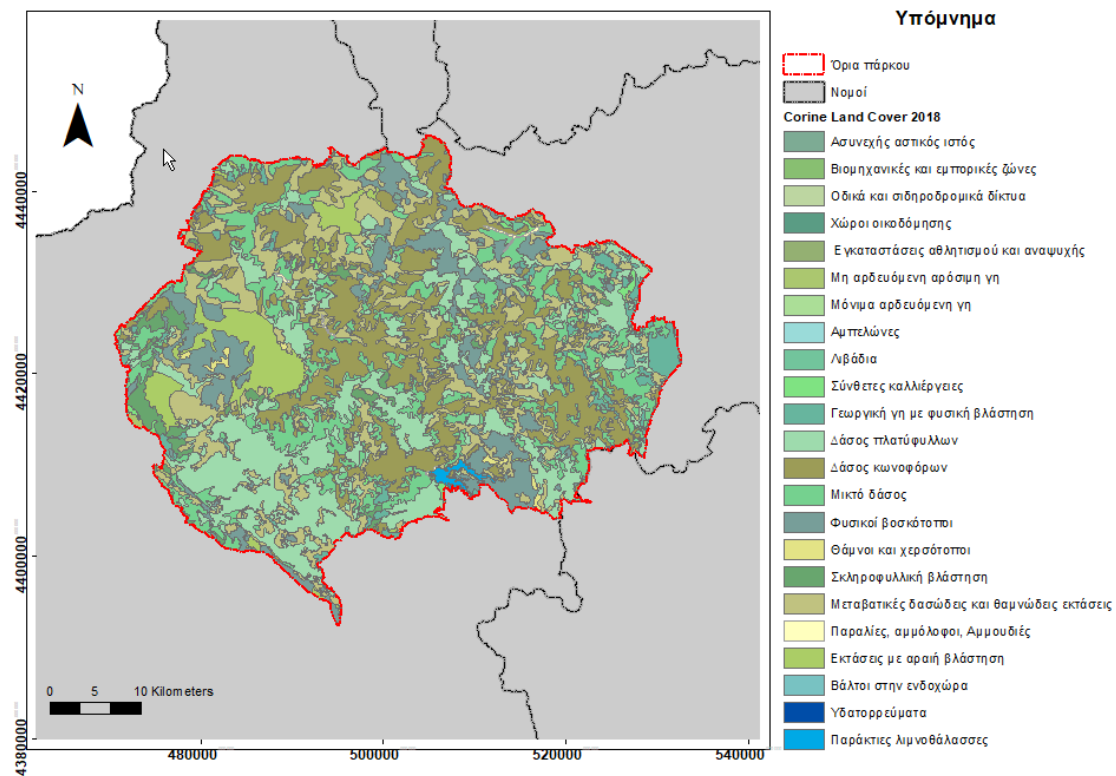 Υπόμνημα
Όρια πάρκου
Νομοί
Corine Land Cover 2018
Ασυνεχής αστικός ιστός
Βιομηχανικές και εμπορικές ζώνες
Οδικά και σιδηροδρομικά δίκτυα
Χώροι οικοδόμησης
Εγκαταστάσεις αθλητισμού και αναψυχής
Μη αρδευόμενη αρόσιμη γη
Μόνιμα αρδευόμενη γη
Αμπελώνες
Λιβάδια
Σύνθετες καλλιέργειες
Γεωργική γη με φυσική βλάστηση
Δάσος πλατύφυλλων
Δάσος κωνοφόρων
Μικτό δάσος
Φυσικοί βοσκότοποι
Θάμνοι και χερσότοποι
Σκληροφυλλική βλάστηση
Μεταβατικές δασώδεις και θαμνώδεις εκτάσεις
Παραλίες, αμμόλοφοι, Αμμουδιές
Εκτάσεις με αραιή βλάστηση
Βάλτοι στην ενδοχώρα
Υδατορρεύματα
Παράκτιες λιμνοθάλασσες
N
4440000
4420000
4400000
4380000
0 5 10 Kilometers
480000 500000 520000 540000